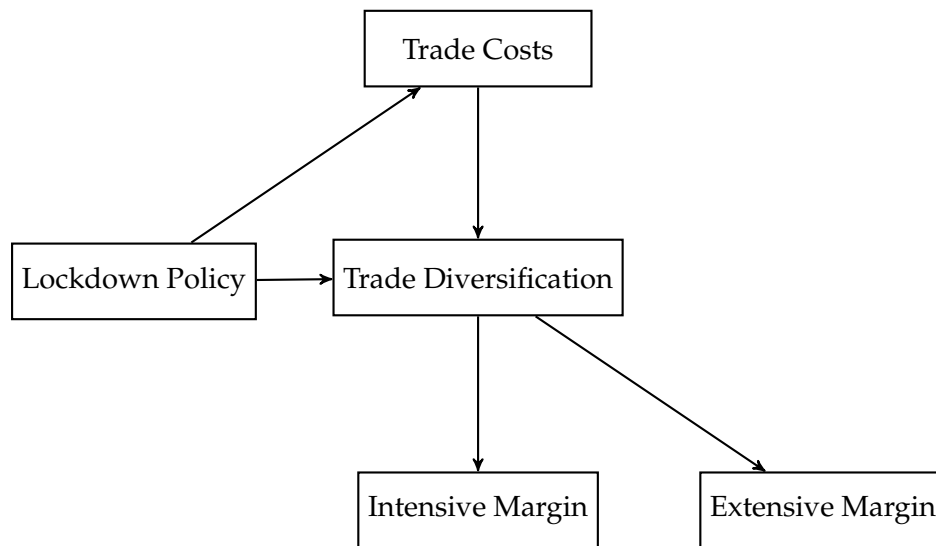 Trade Costs
Lockdown Policy
Trade Diversification
Intensive Margin
Extensive Margin